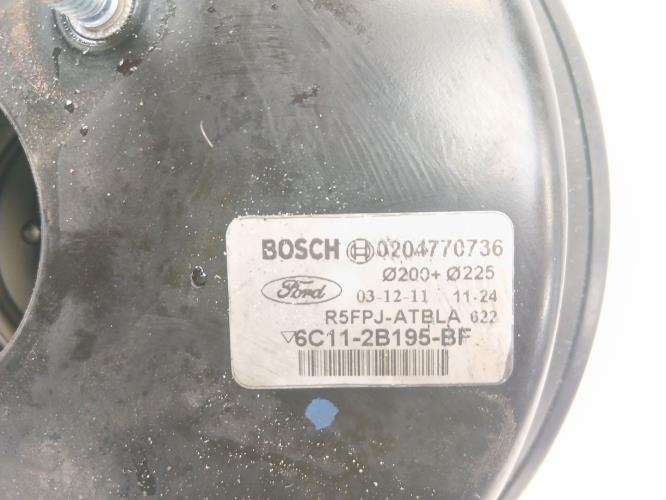 BOSCH 0204770736
Ø200+ Ø225
Ford 03-12-11 11:24
R5FPJ-ATBLA 622
6C11-2B195-BF